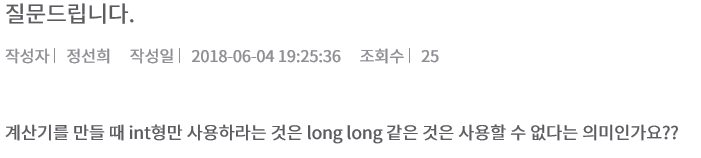 질문드립니다.
작성자 | 정선희 작성일 | 2018-06-04 19:25:36 조회수 | 25
계산기를 만들 때 int형만 사용하라는 것은 long long 같은 것은 사용할 수 없다는 의미인가요??